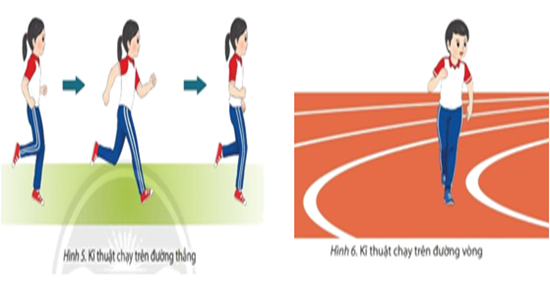 Hình 5. Kĩ thuật chạy trên đường thẳng
Hình 6. Kĩ thuật chạy trên đường vòng